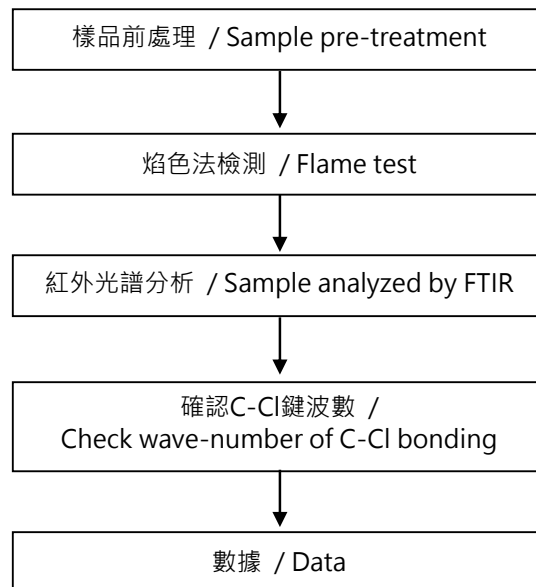 樣品前處理 / Sample pre-treatment
焰色法檢測 / Flame test
紅外光譜分析 / Sample analyzed by FTIR
確認C-Cl鍵波數 /
Check wave-number of C-Cl bonding
數據 / Data